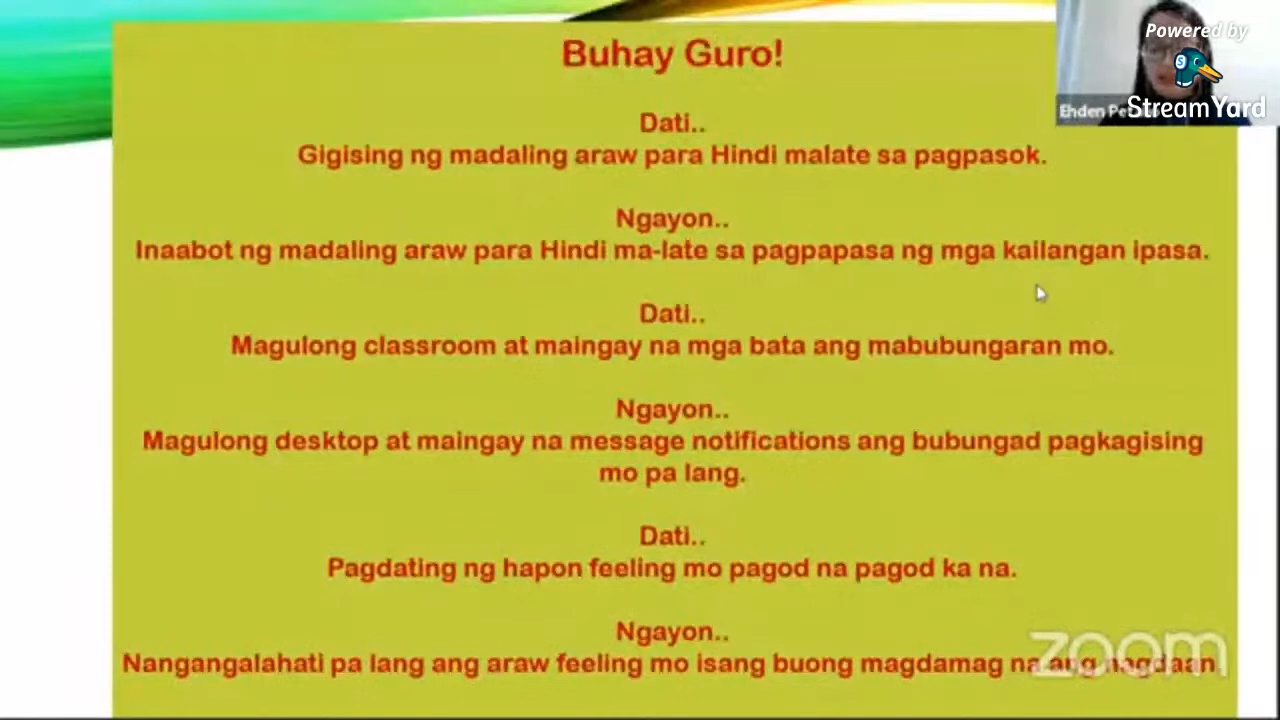 Buhay Guro!
Powered by
StreamYard
Ehden
Dati..
Gigising ng madaling araw para Hindi malate sa pagpasok.
Ngayon..
Inaabot ng madaling araw para Hindi ma-late sa pagpapasa ng mga kailangan ipasa.
Dati..
Magulong classroom at maingay na mga bata ang mabubungaran mo.
Ngayon..
Magulong desktop at maingay na message notifications ang bubungad pagkagising
mo pa lang.
Dati..
Pagdating ng hapon feeling mo pagod na pagod ka na.
Ngayon..
Nangangalahati pa lang ang araw feeling mo isang buong magdamag na ang nagdaan.
zoom